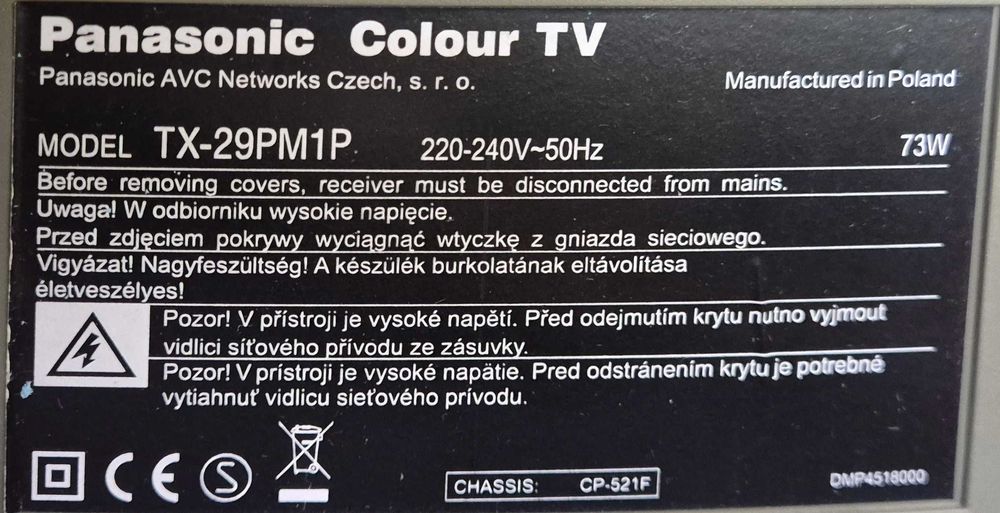 Panasonic Colour TV
Panasonic AVC Networks Czech, s. r. o. Manufactured in Poland
MODEL TX-29PM1P 220-240V~50Hz 73W
Before removing covers, receiver must be disconnected from mains.
Uwaga! W odbiorniku wysokie napięcie.
Przed zdjęciem pokrywy wyciągnąć wtyczkę z gniazda sieciowego.
Vigyázat! Nagyfeszültség! A készülék burkolatának eltávolítása
életveszélyes!
Pozor! V přístroji je vysoké napětí. Před odejmutím krytu nutno vyjmout
vidlici síťového přívodu ze zásuvky.
Pozor! V prístroji je vysoké napätie. Pred odstránením krytu je potrebné
vytiahnuť vidlicu sieťového prívodu.
CE S
CHASSIS: CP-521F DMP4518000